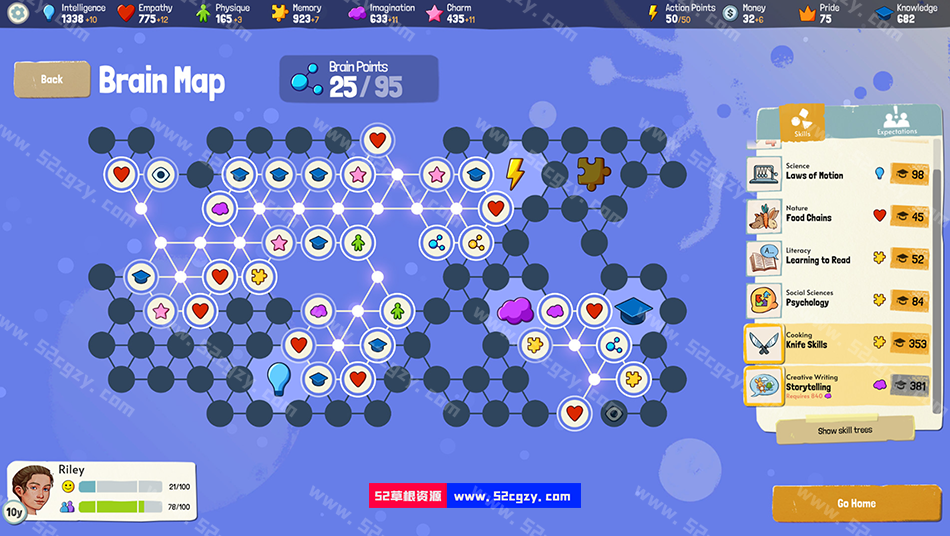 Intelligence
1338 +10
Empathy
775+12
Physique
165+3
Memory
923+7
Imagination
633+11
Charm
435+11
Action Points
50/50
Money
32+6
Pride
75
Knowledge
682
Back
Brain Map
Brain Points
25/95
Skills
Expectations
Science
Laws of Motion
98
Nature
Food Chains
45
Literacy
Learning to Read
52
Social Sciences
Psychology
84
Cooking
Knife Skills
353
Creative Writing
Storytelling
Requires 840
381
Show skill trees
Riley
21/100
78/100
10y
52草根资源 www.52cgzy.com
Go Home
www.52cgzy.com